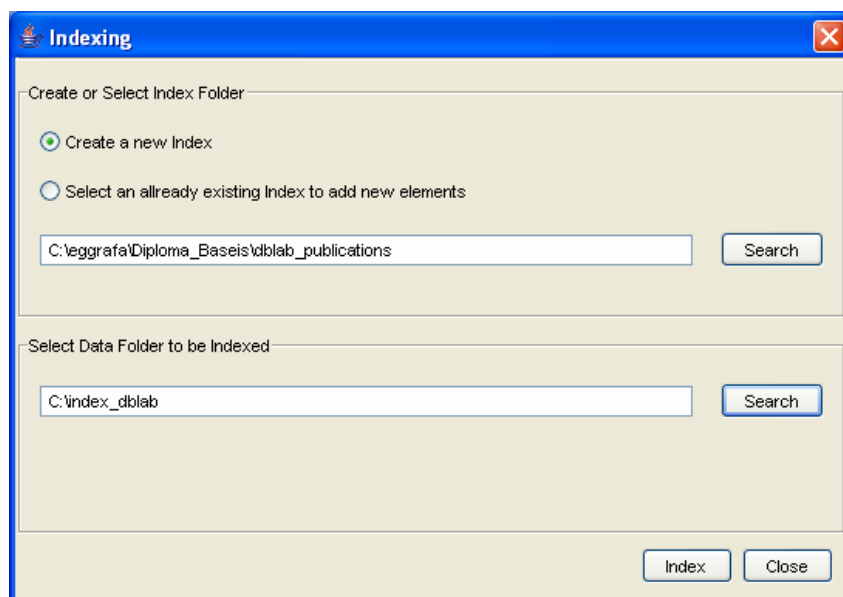 Indexing
Create or Select Index Folder
Create a new Index
Select an allready existing Index to add new elements
C:\eggrafa\Diploma_Baseis\dblab_publications
Search
Select Data Folder to be Indexed
C:\index_dblab
Search
Index
Close